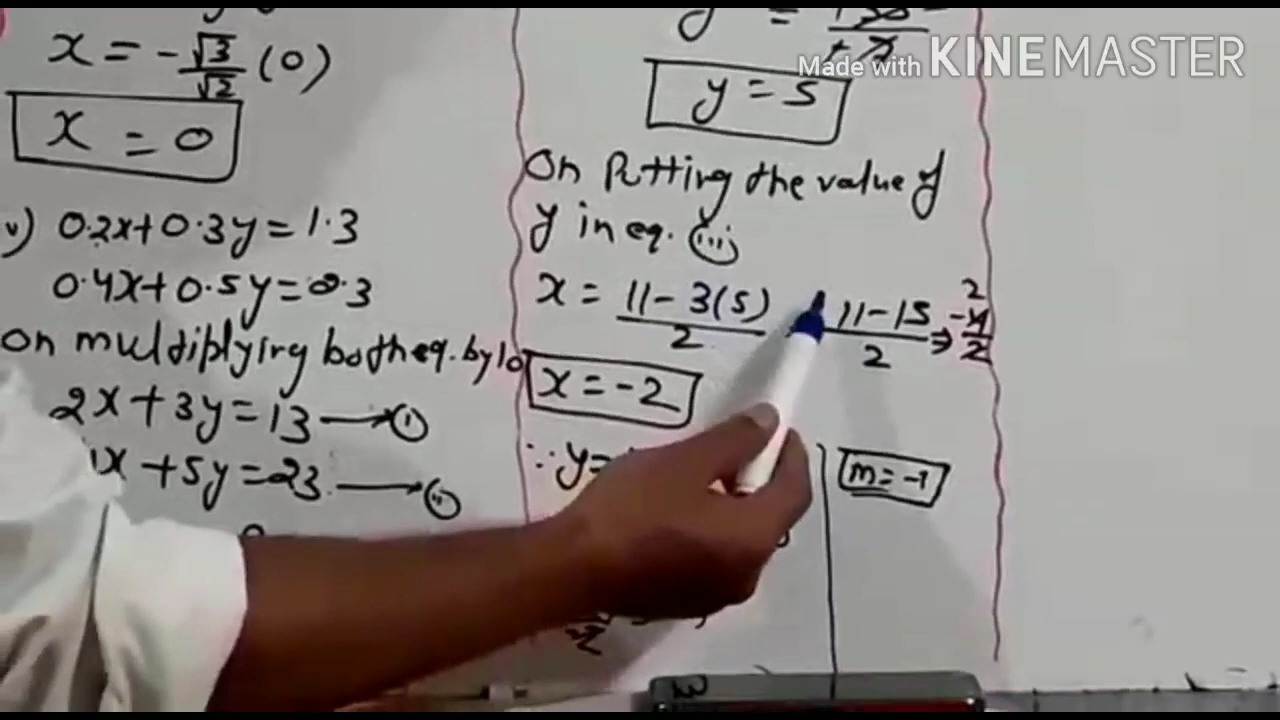 x = -√3/√2 (0)
x = 0
v) 0.2x+0.3y=1.3
0.4x+0.5y=0.3
On multiplying both eq. by 10
2x+3y=13 → (i)
x+5y=23 → (ii)
y = 5
On Putting the value of
y in eq. (iii)
x = 11-3(5)/2 11-15/2 ⇒ -4/2 2
x = -2
∵ y=
m = -1
Made with KINEMASTER